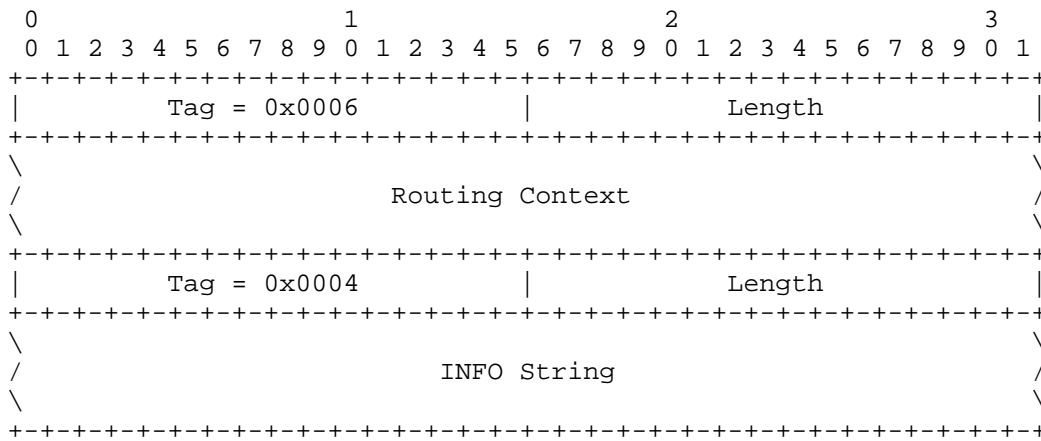 0                   1                   2                   3
 0 1 2 3 4 5 6 7 8 9 0 1 2 3 4 5 6 7 8 9 0 1 2 3 4 5 6 7 8 9 0 1
+-+-+-+-+-+-+-+-+-+-+-+-+-+-+-+-+-+-+-+-+-+-+-+-+-+-+-+-+-+-+-+-+
|         Tag = 0x0006          |            Length             |
+-+-+-+-+-+-+-+-+-+-+-+-+-+-+-+-+-+-+-+-+-+-+-+-+-+-+-+-+-+-+-+-+
\                                                               \
/                       Routing Context                         /
\                                                               \
+-+-+-+-+-+-+-+-+-+-+-+-+-+-+-+-+-+-+-+-+-+-+-+-+-+-+-+-+-+-+-+-+
|         Tag = 0x0004          |            Length             |
+-+-+-+-+-+-+-+-+-+-+-+-+-+-+-+-+-+-+-+-+-+-+-+-+-+-+-+-+-+-+-+-+
\                                                               \
/                          INFO String                          /
\                                                               \
+-+-+-+-+-+-+-+-+-+-+-+-+-+-+-+-+-+-+-+-+-+-+-+-+-+-+-+-+-+-+-+-+